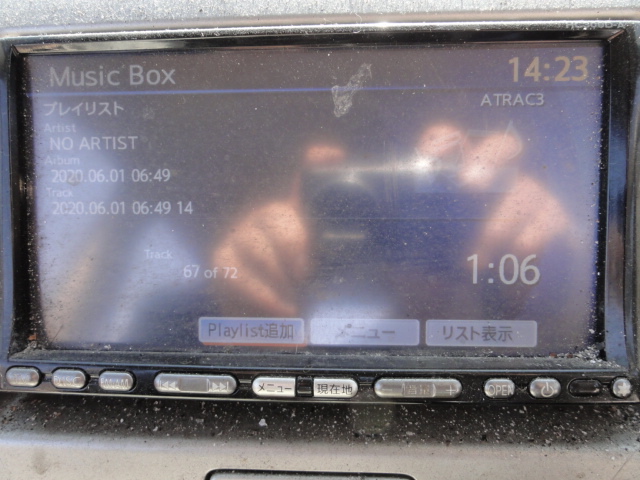 Music Box
14:23
プレイリスト
ATRAC3
Artist
NO ARTIST
Album
2020.06.01 06:49
Track
2020.06.01 06:49 14
Track 67 of 72
1:06
Playlist追加 メニュー リスト表示
メニュー 現在地 OPEN